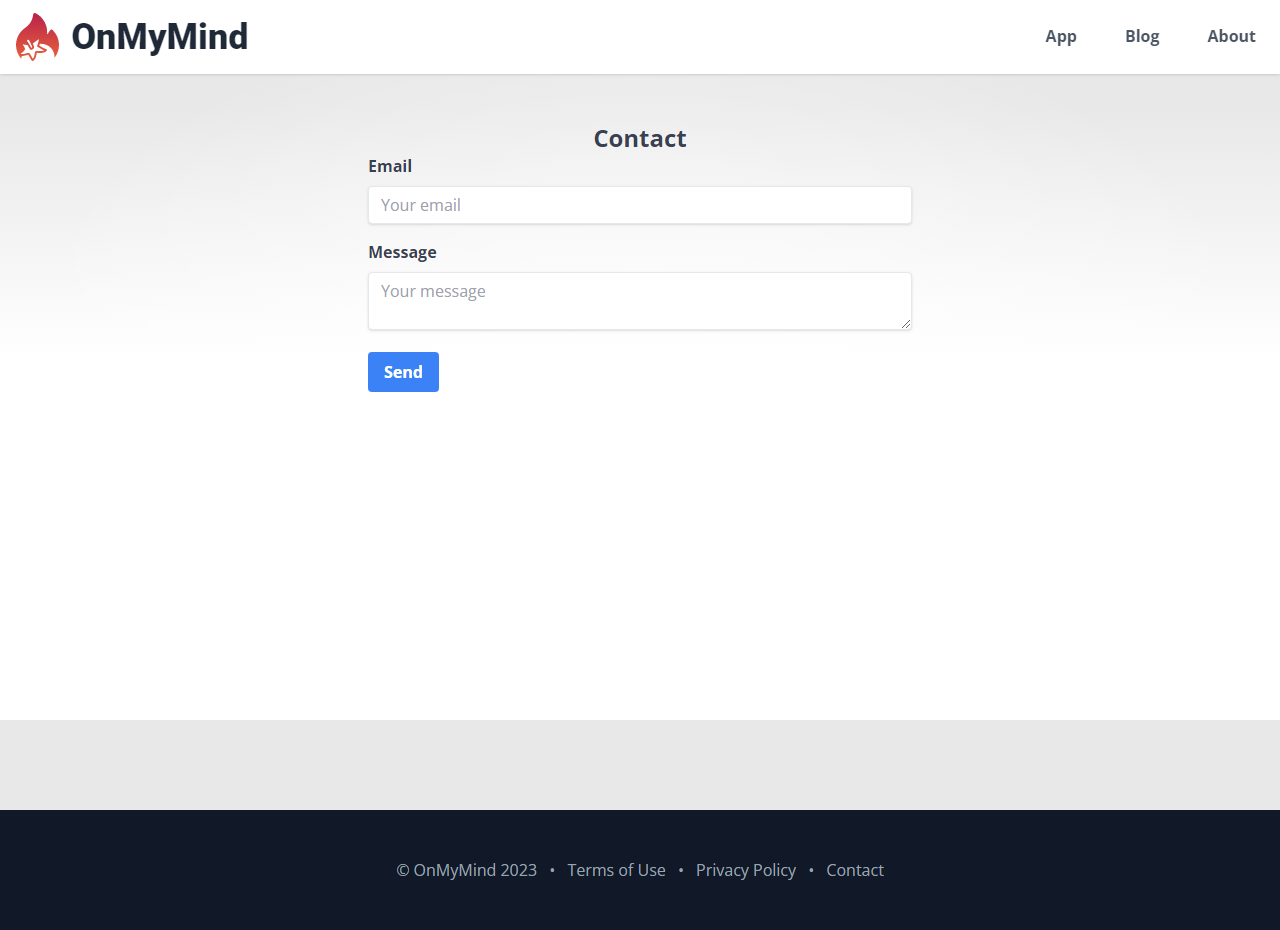 OnMyMind
App Blog About
Contact
Email
Your email
Message
Your message
Send
© OnMyMind 2023 • Terms of Use • Privacy Policy • Contact